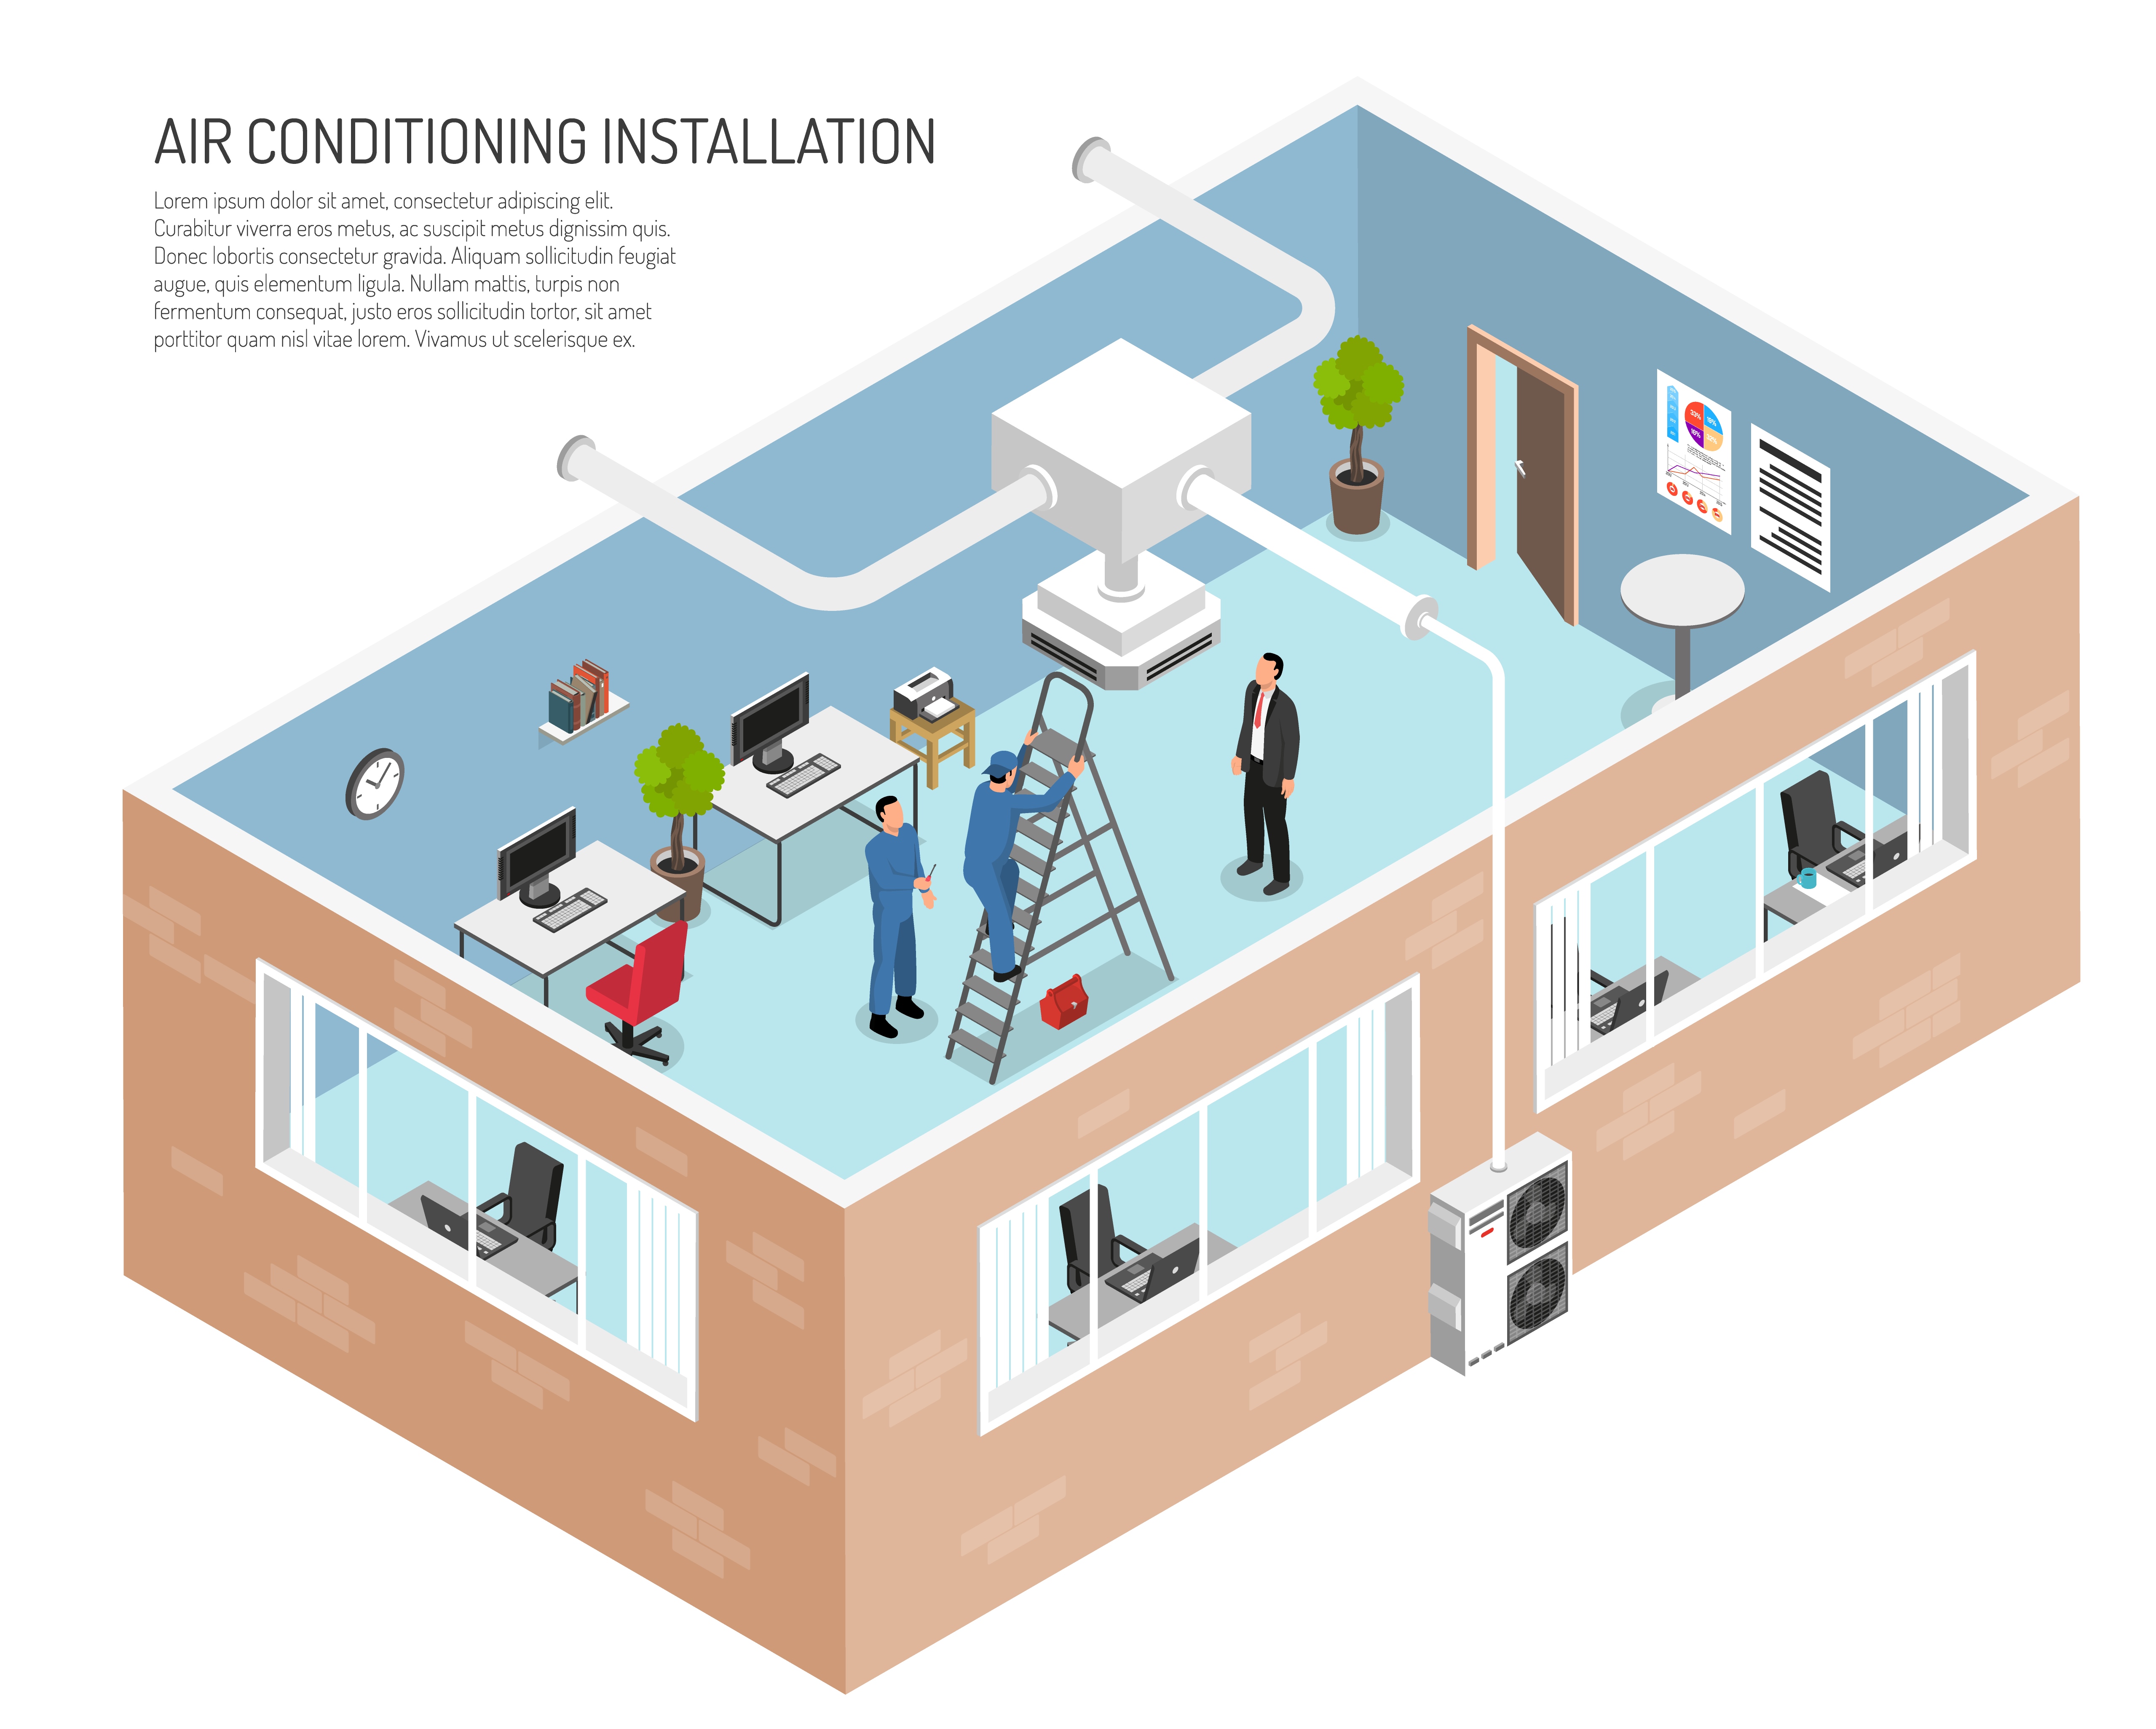 AIR CONDITIONING INSTALLATION
Lorem ipsum dolor sit amet, consectetur adipiscing elit.
Curabitur viverra eros metus, ac suscipit metus dignissim quis.
Donec lobortis consectetur gravida. Aliquam sollicitudin feugiat
augue, quis elementum ligula. Nullam mattis, turpis non
fermentum consequat, justo eros sollicitudin tortor, sit amet
porttitor quam nisl vitae lorem. Vivamus ut scelerisque ex.